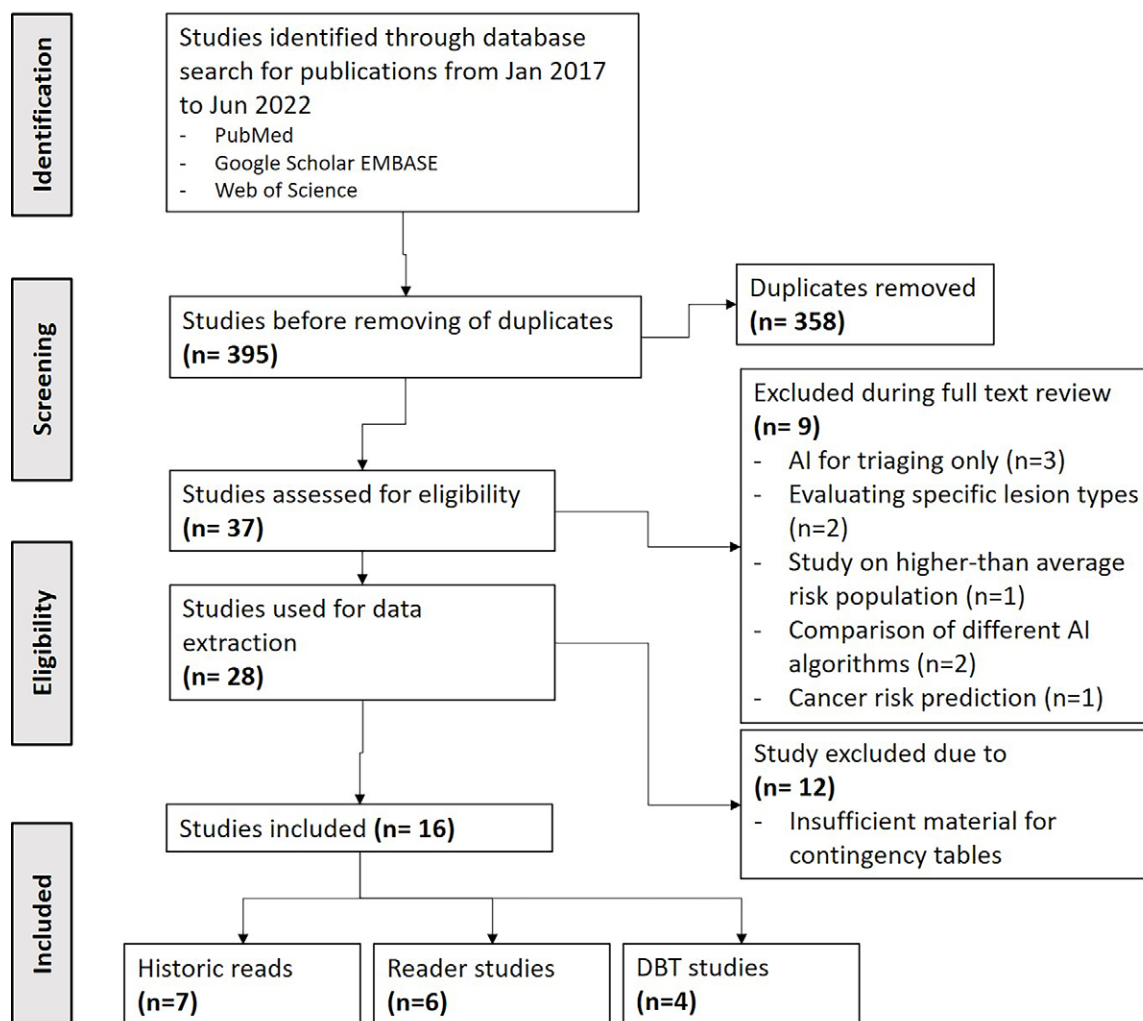 Identification
Studies identified through database
search for publications from Jan 2017
to Jun 2022
- PubMed
- Google Scholar EMBASE
- Web of Science
Screening
Studies before removing of duplicates
(n= 395)
Duplicates removed
(n= 358)
Studies assessed for eligibility
(n= 37)
Excluded during full text review
(n= 9)
- AI for triaging only (n=3)
- Evaluating specific lesion types
(n=2)
- Study on higher-than average
risk population (n=1)
- Comparison of different AI
algorithms (n=2)
- Cancer risk prediction (n=1)
Eligibility
Studies used for data
extraction
(n= 28)
Study excluded due to
(n= 12)
- Insufficient material for
contingency tables
Included
Studies included (n= 16)
Historic reads
(n=7)
Reader studies
(n=6)
DBT studies
(n=4)